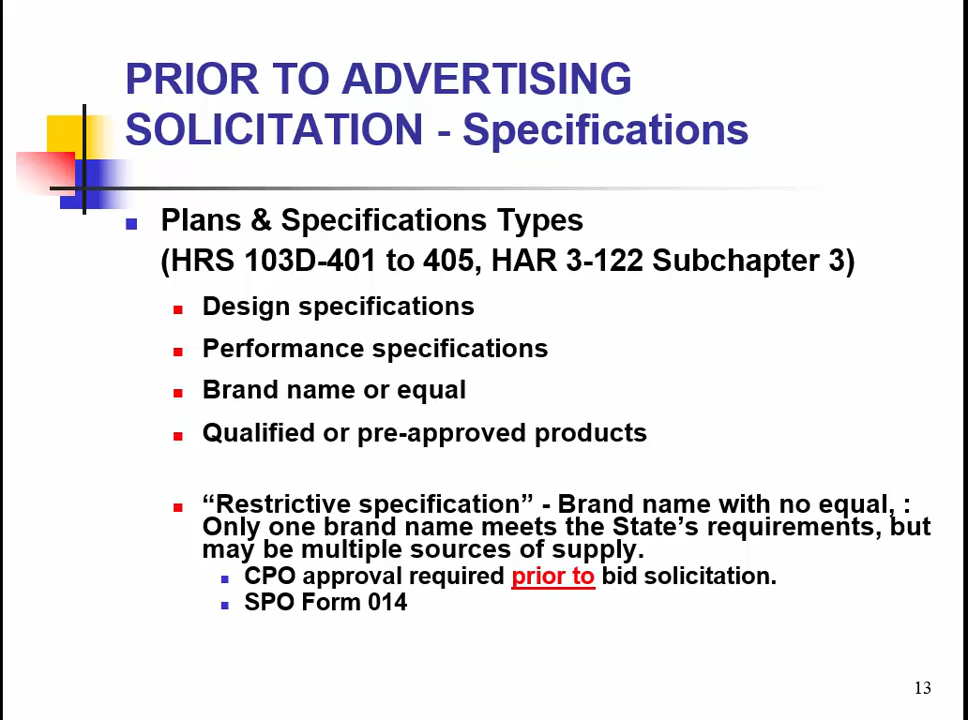 PRIOR TO ADVERTISING
SOLICITATION - Specifications
Plans & Specifications Types
(HRS 103D-401 to 405, HAR 3-122 Subchapter 3)
Design specifications
Performance specifications
Brand name or equal
Qualified or pre-approved products
“Restrictive specification” - Brand name with no equal, :
Only one brand name meets the State’s requirements, but
may be multiple sources of supply.
CPO approval required prior to bid solicitation.
SPO Form 014
13